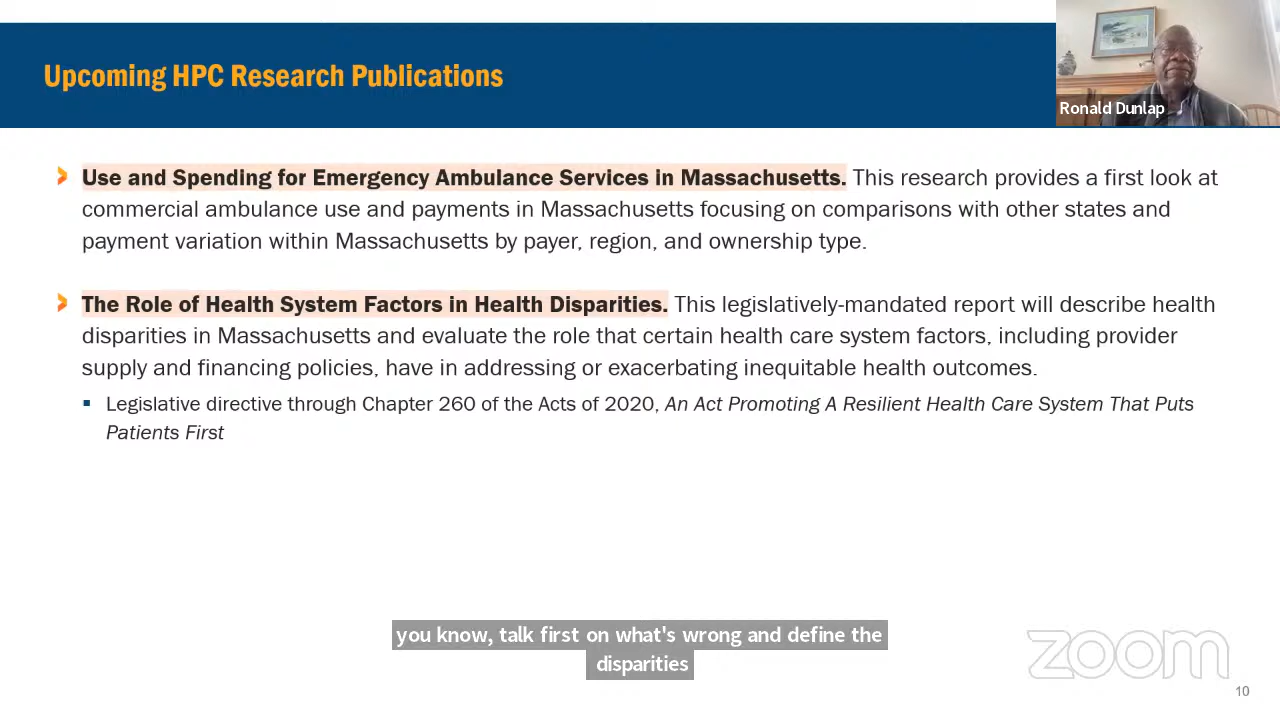 Upcoming HPC Research Publications
Ronald Dunlap
Use and Spending for Emergency Ambulance Services in Massachusetts. This research provides a first look at
commercial ambulance use and payments in Massachusetts focusing on comparisons with other states and
payment variation within Massachusetts by payer, region, and ownership type.
The Role of Health System Factors in Health Disparities. This legislatively-mandated report will describe health
disparities in Massachusetts and evaluate the role that certain health care system factors, including provider
supply and financing policies, have in addressing or exacerbating inequitable health outcomes.
Legislative directive through Chapter 260 of the Acts of 2020, An Act Promoting A Resilient Health Care System That Puts
Patients First
you know, talk first on what's wrong and define the
disparities
zoom
10